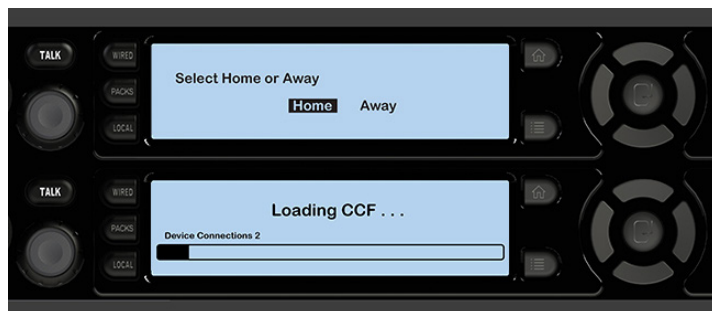 TALK
WIRED
PACKS
LOCAL
Select Home or Away
Home Away
TALK
WIRED
PACKS
LOCAL
Loading CCF . . .
Device Connections 2